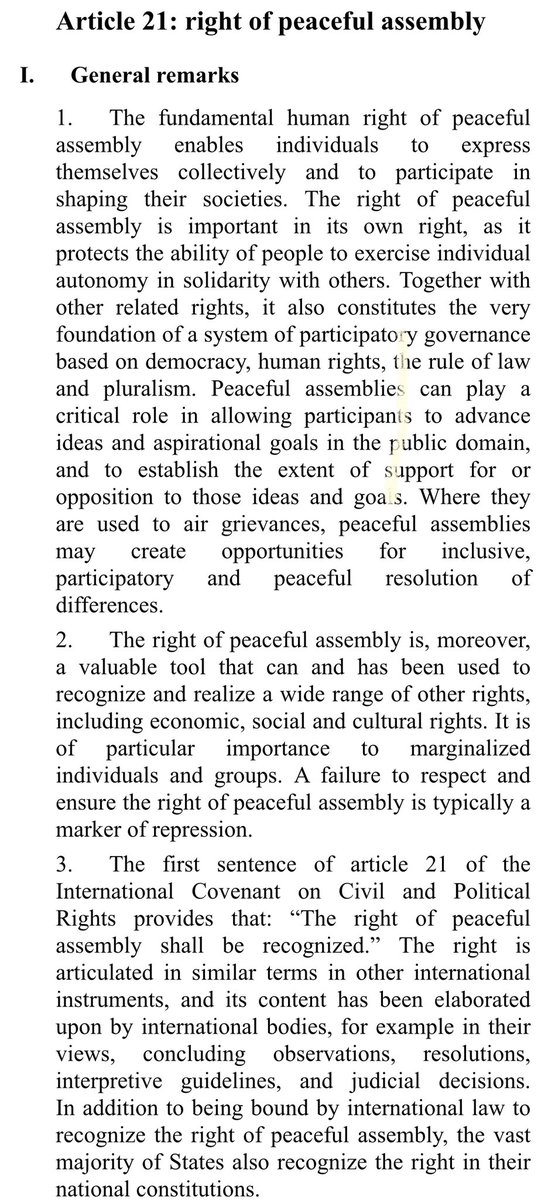 Article 21: right of peaceful assembly
I. General remarks
1. The fundamental human right of peaceful
assembly enables individuals to express
themselves collectively and to participate in
shaping their societies. The right of peaceful
assembly is important in its own right, as it
protects the ability of people to exercise individual
autonomy in solidarity with others. Together with
other related rights, it also constitutes the very
foundation of a system of participatory governance
based on democracy, human rights, the rule of law
and pluralism. Peaceful assemblies can play a
critical role in allowing participants to advance
ideas and aspirational goals in the public domain,
and to establish the extent of support for or
opposition to those ideas and goals. Where they
are used to air grievances, peaceful assemblies
may create opportunities for inclusive,
participatory and peaceful resolution of
differences.
2. The right of peaceful assembly is, moreover,
a valuable tool that can and has been used to
recognize and realize a wide range of other rights,
including economic, social and cultural rights. It is
of particular importance to marginalized
individuals and groups. A failure to respect and
ensure the right of peaceful assembly is typically a
marker of repression.
3. The first sentence of article 21 of the
International Covenant on Civil and Political
Rights provides that: “The right of peaceful
assembly shall be recognized.” The right is
articulated in similar terms in other international
instruments, and its content has been elaborated
upon by international bodies, for example in their
views, concluding observations, resolutions,
interpretive guidelines, and judicial decisions.
In addition to being bound by international law to
recognize the right of peaceful assembly, the vast
majority of States also recognize the right in their
national constitutions.